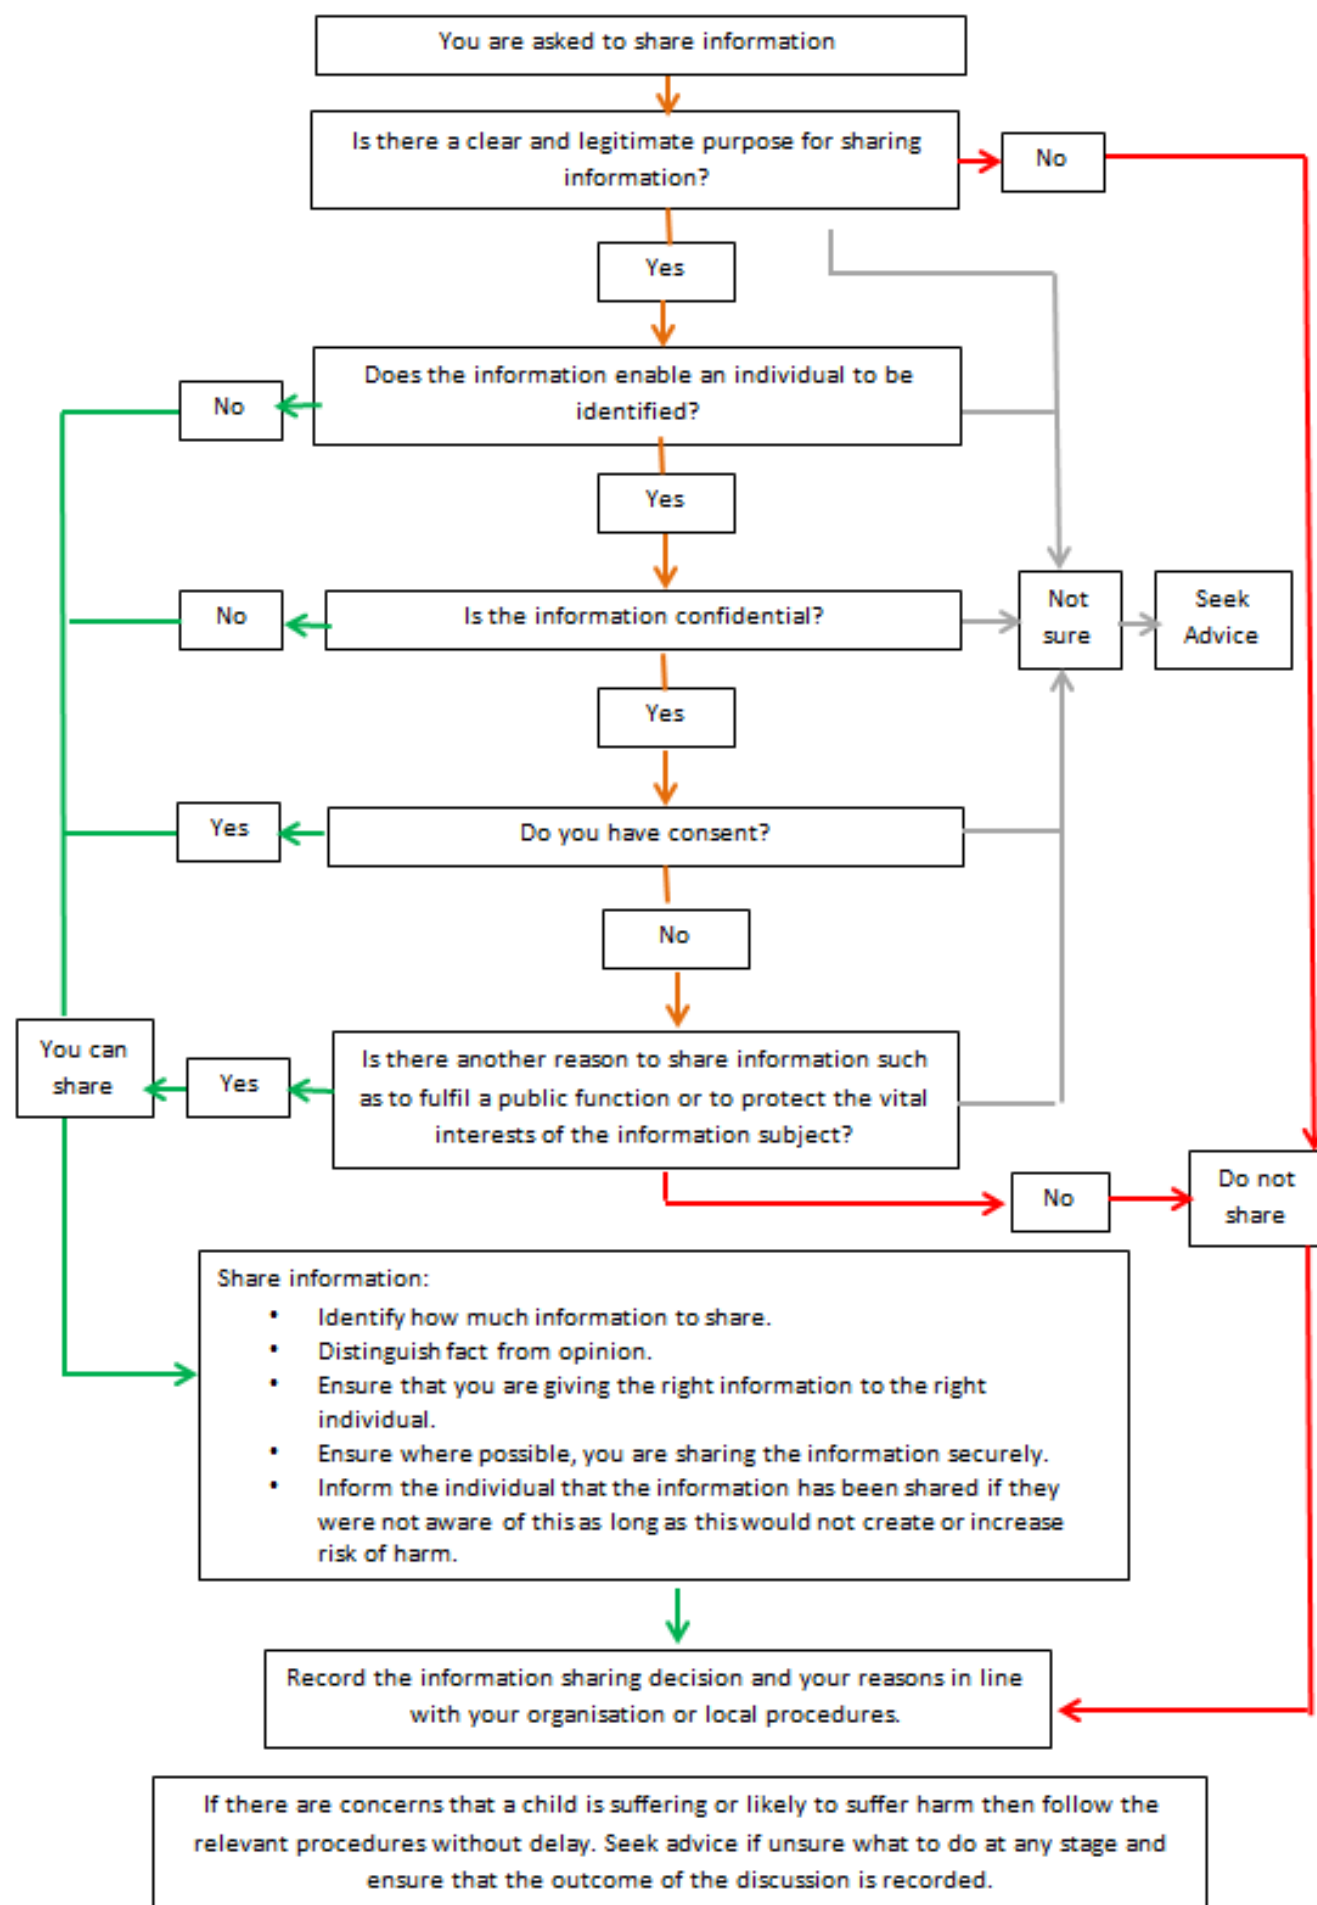 You are asked to share information
Is there a clear and legitimate purpose for sharing
information?
No
Yes
Does the information enable an individual to be
identified?
No
Yes
Is the information confidential?
No
Not
sure
Seek
Advice
Yes
Do you have consent?
Yes
No
Is there another reason to share information such
as to fulfil a public function or to protect the vital
interests of the information subject?
Yes
You can
share
No
Do not
share
Share information:
• Identify how much information to share.
• Distinguish fact from opinion.
• Ensure that you are giving the right information to the right
individual.
• Ensure where possible, you are sharing the information securely.
• Inform the individual that the information has been shared if they
were not aware of this as long as this would not create or increase
risk of harm.
Record the information sharing decision and your reasons in line
with your organisation or local procedures.
If there are concerns that a child is suffering or likely to suffer harm then follow the
relevant procedures without delay. Seek advice if unsure what to do at any stage and
ensure that the outcome of the discussion is recorded.